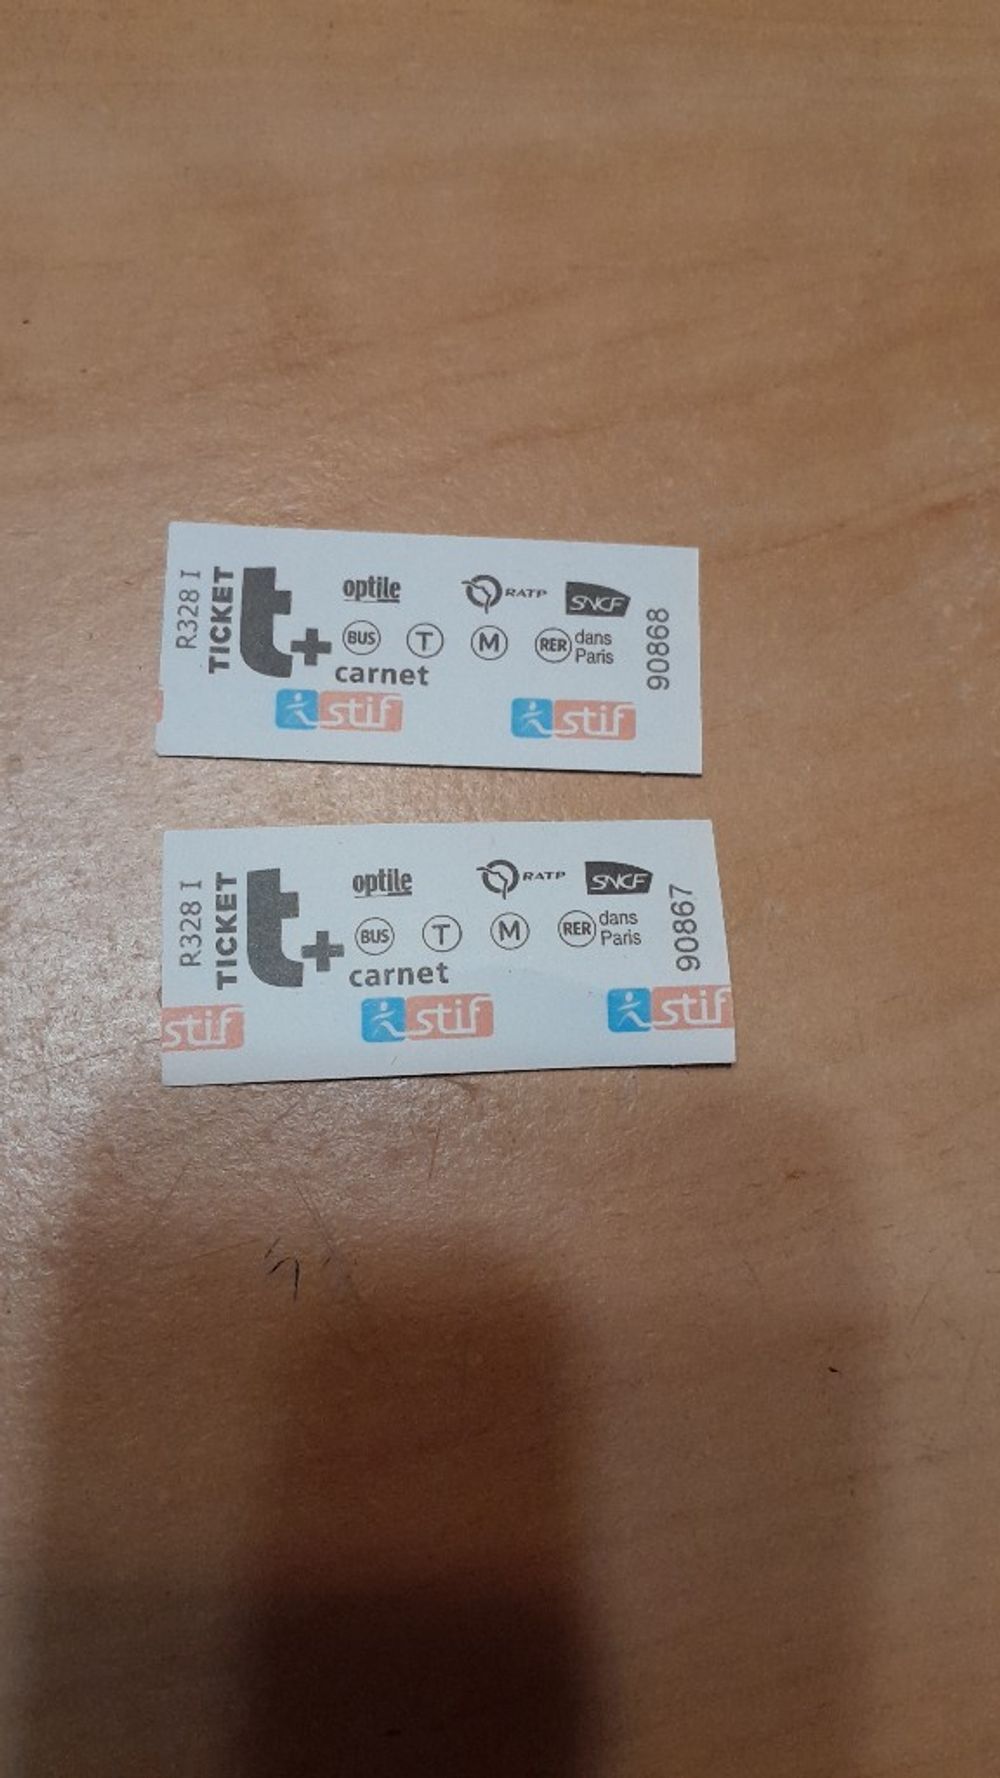 R328 I
TICKET
t+
optile RATP SNCF
BUS T M RER dans Paris
carnet
stif stif
90868
R328 I
TICKET
t+
optile RATP SNCF
BUS T M RER dans Paris
carnet
stif stif stif
90867